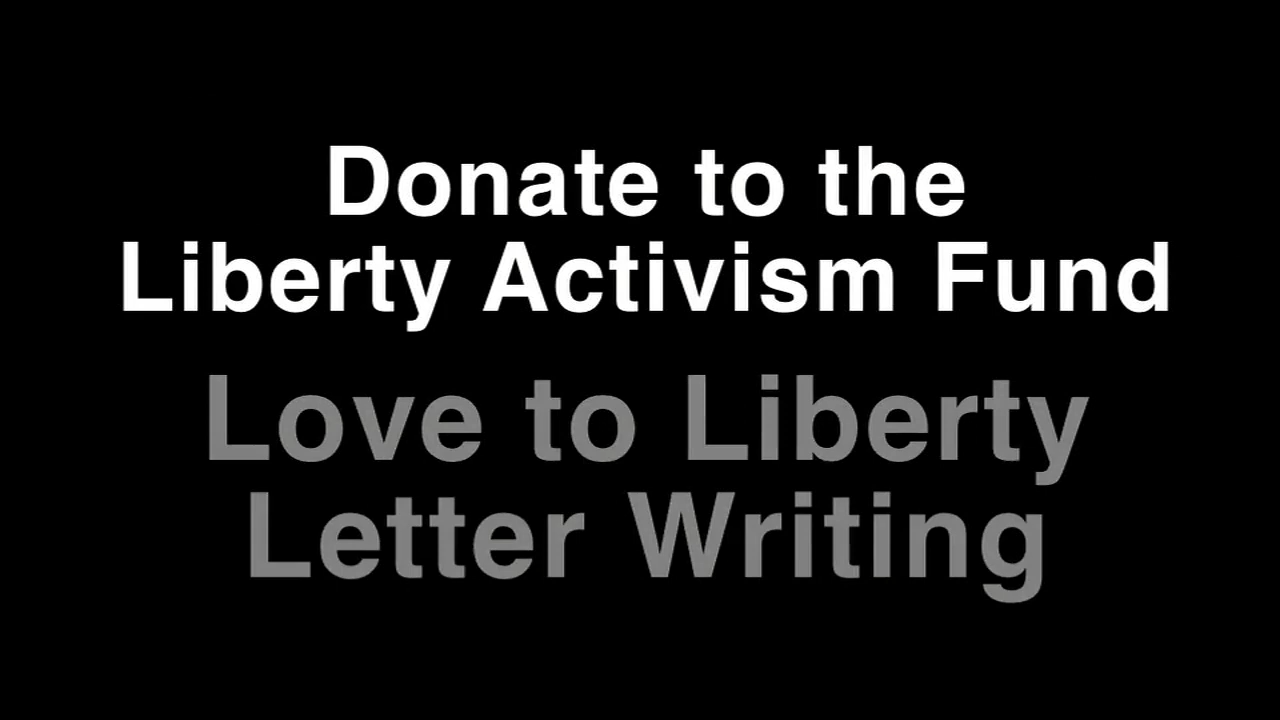 Donate to the
Liberty Activism Fund
Love to Liberty
Letter Writing